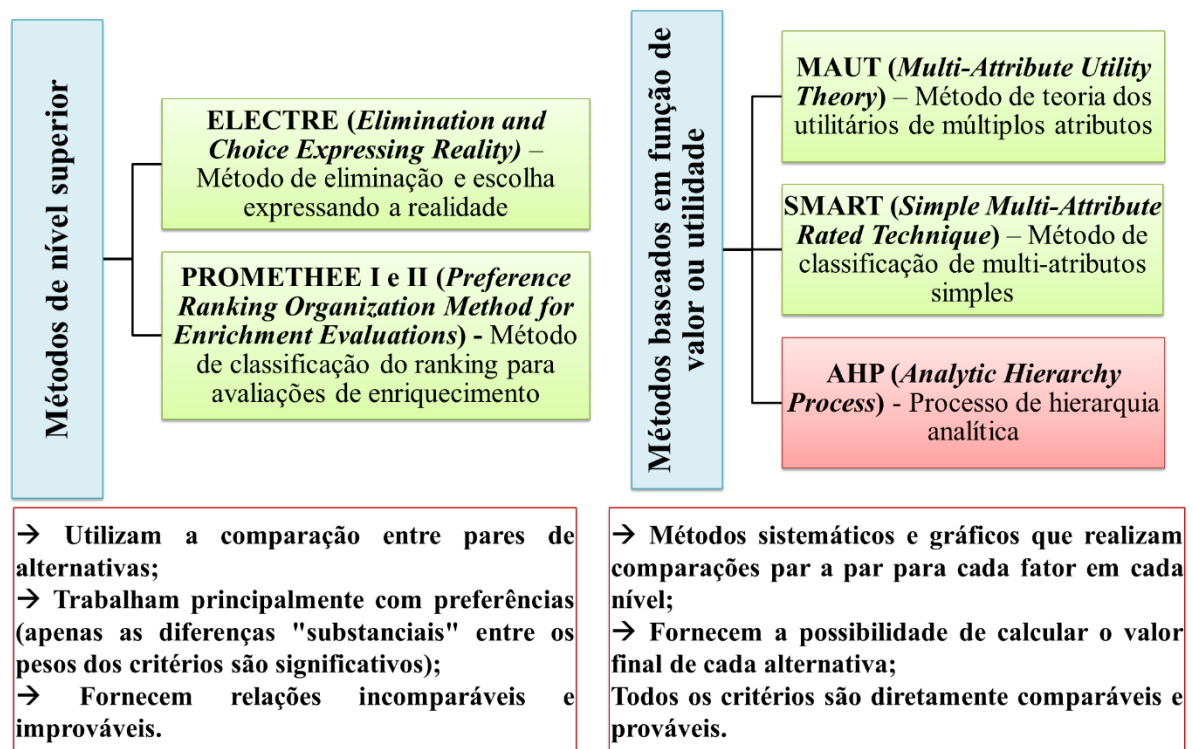 Métodos de nível superior
ELECTRE (Elimination and
Choice Expressing Reality) –
Método de eliminação e escolha
expressando a realidade
PROMETHEE I e II (Preference
Ranking Organization Method for
Enrichment Evaluations) - Método
de classificação do ranking para
avaliações de enriquecimento
→ Utilizam a comparação entre pares de
alternativas;
→ Trabalham principalmente com preferências
(apenas as diferenças "substanciais" entre os
pesos dos critérios são significativos);
→ Fornecem relações incomparáveis e
improváveis.
Métodos baseados em função de
valor ou utilidade
MAUT (Multi-Attribute Utility
Theory) – Método de teoria dos
utilitários de múltiplos atributos
SMART (Simple Multi-Attribute
Rated Technique) – Método de
classificação de multi-atributos
simples
AHP (Analytic Hierarchy
Process) - Processo de hierarquia
analítica
→ Métodos sistemáticos e gráficos que realizam
comparações par a par para cada fator em cada
nível;
→ Fornecem a possibilidade de calcular o valor
final de cada alternativa;
Todos os critérios são diretamente comparáveis e
prováveis.